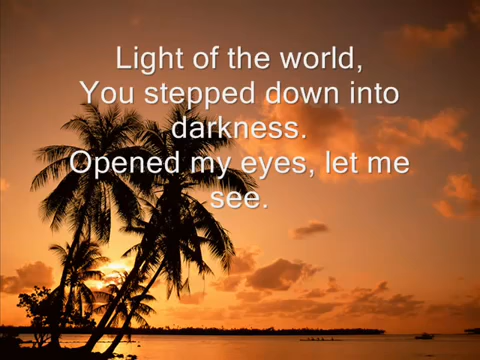 Light of the world,
You stepped down into
darkness.
Opened my eyes, let me
see.